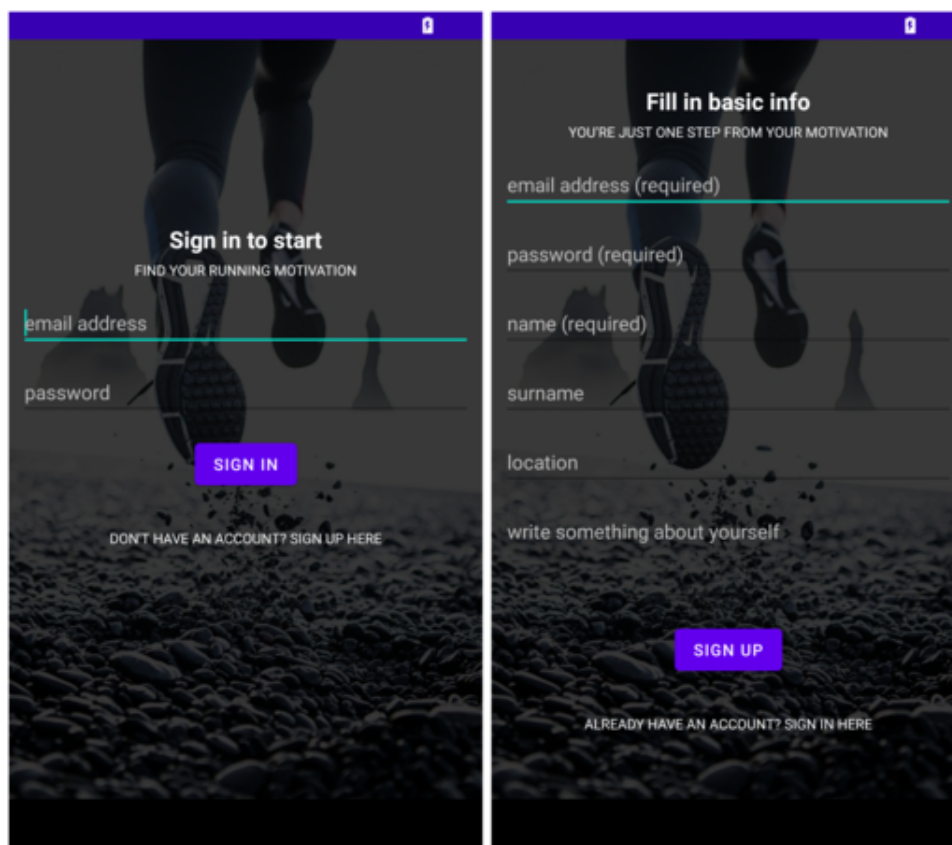 Sign in to start
FIND YOUR RUNNING MOTIVATION
email address
password
SIGN IN
DON'T HAVE AN ACCOUNT? SIGN UP HERE
Fill in basic info
YOU'RE JUST ONE STEP FROM YOUR MOTIVATION
email address (required)
password (required)
name (required)
surname
location
write something about yourself
SIGN UP
ALREADY HAVE AN ACCOUNT? SIGN IN HERE